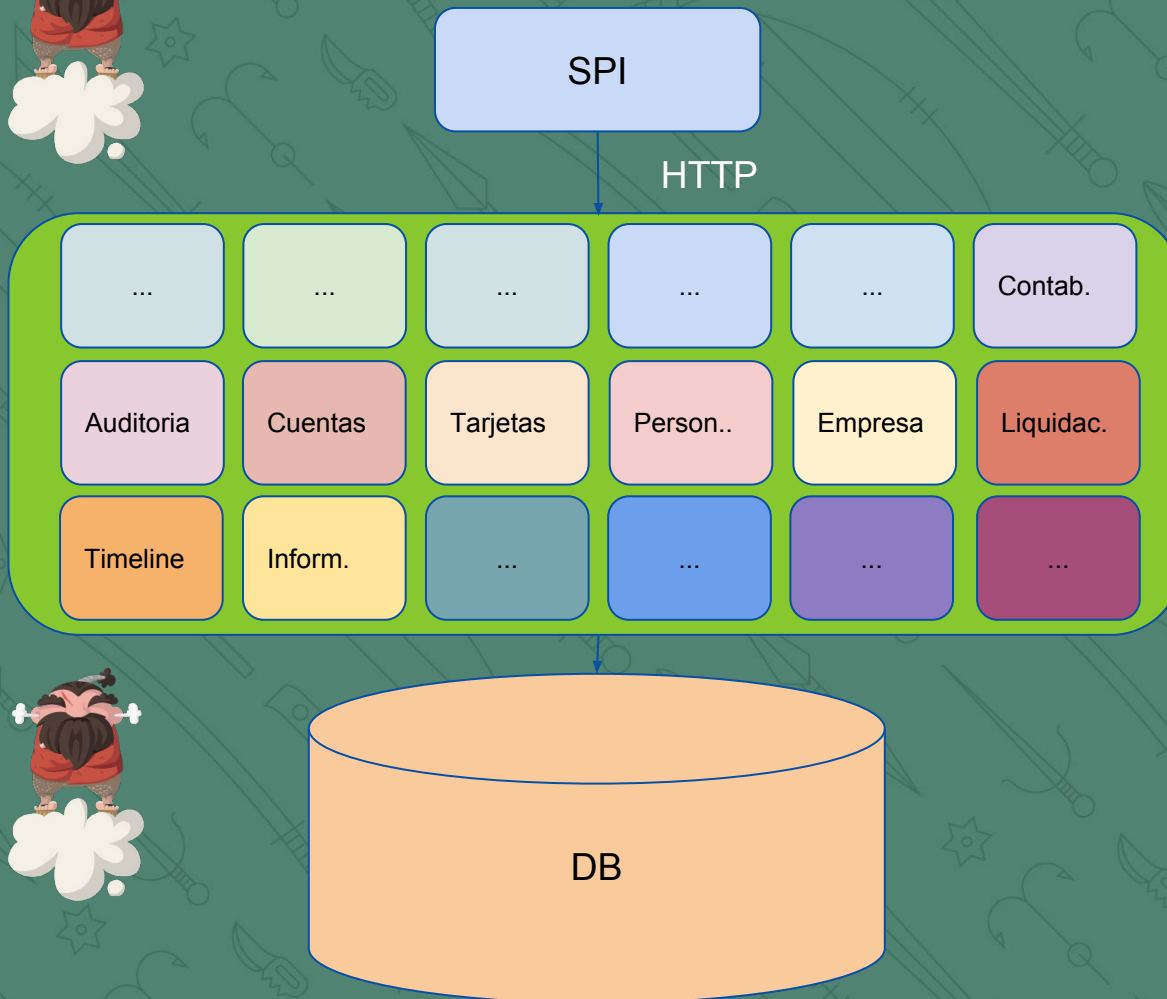 SPI
HTTP
... ... ... ... ... Contab.
Auditoria Cuentas Tarjetas Person.. Empresa Liquidac.
Timeline Inform. ... ... ... ...
DB